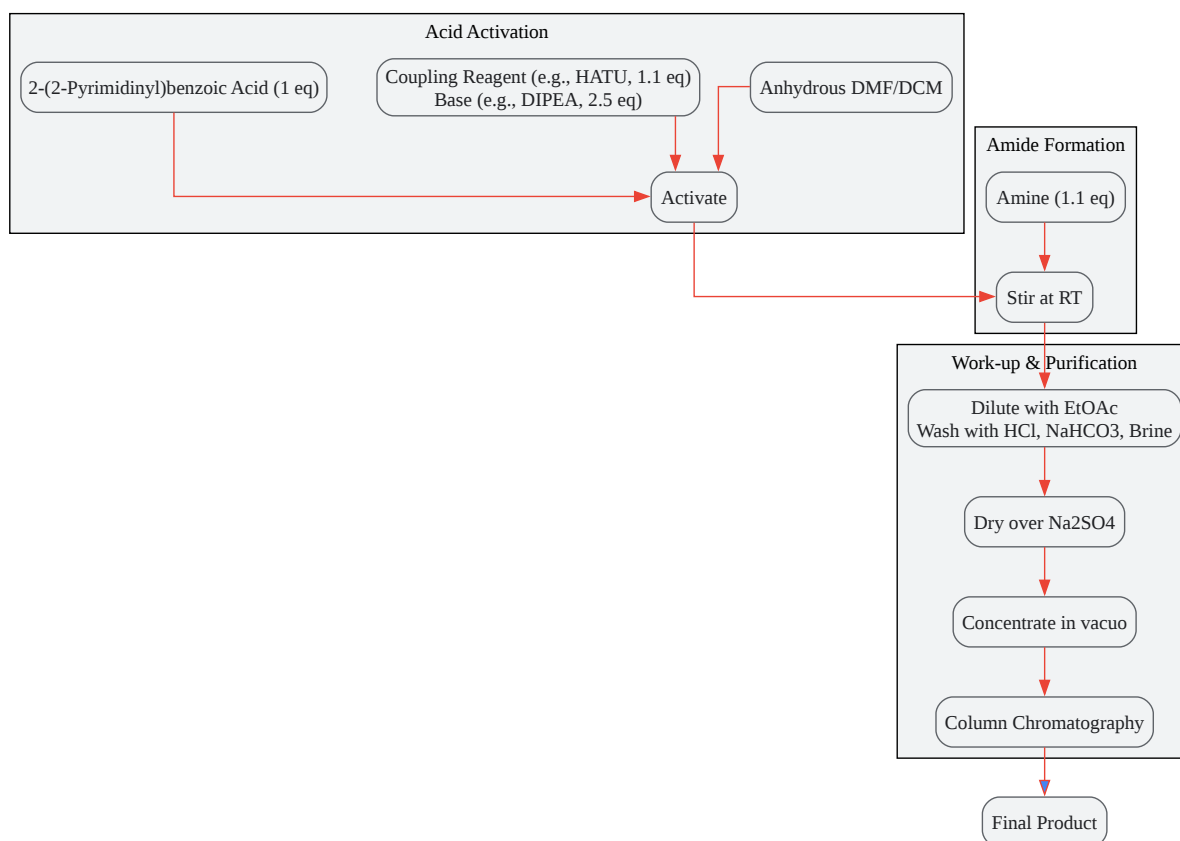 Acid Activation
2-(2-Pyrimidinyl)benzoic Acid (1 eq)
Coupling Reagent (e.g., HATU, 1.1 eq)
Base (e.g., DIPEA, 2.5 eq)
Anhydrous DMF/DCM
Activate
Amide Formation
Amine (1.1 eq)
Stir at RT
Work-up & Purification
Dilute with EtOAc
Wash with HCl, NaHCO3, Brine
Dry over Na2SO4
Concentrate in vacuo
Column Chromatography
Final Product